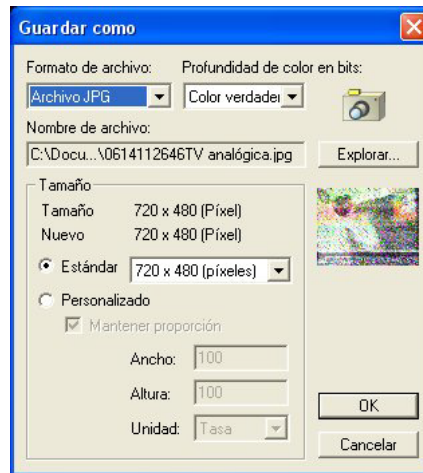 Guardar como
Formato de archivo: Profundidad de color en bits:
Archivo JPG Color verdader
Nombre de archivo:
C:\Docu...\0614112646TV analógica.jpg Explorar...
Tamaño
Tamaño 720 x 480 (Píxel)
Nuevo 720 x 480 (Píxel)
Estándar 720 x 480 (píxeles)
Personalizado
Mantener proporción
Ancho: 100
Altura: 100
Unidad: Tasa
OK
Cancelar